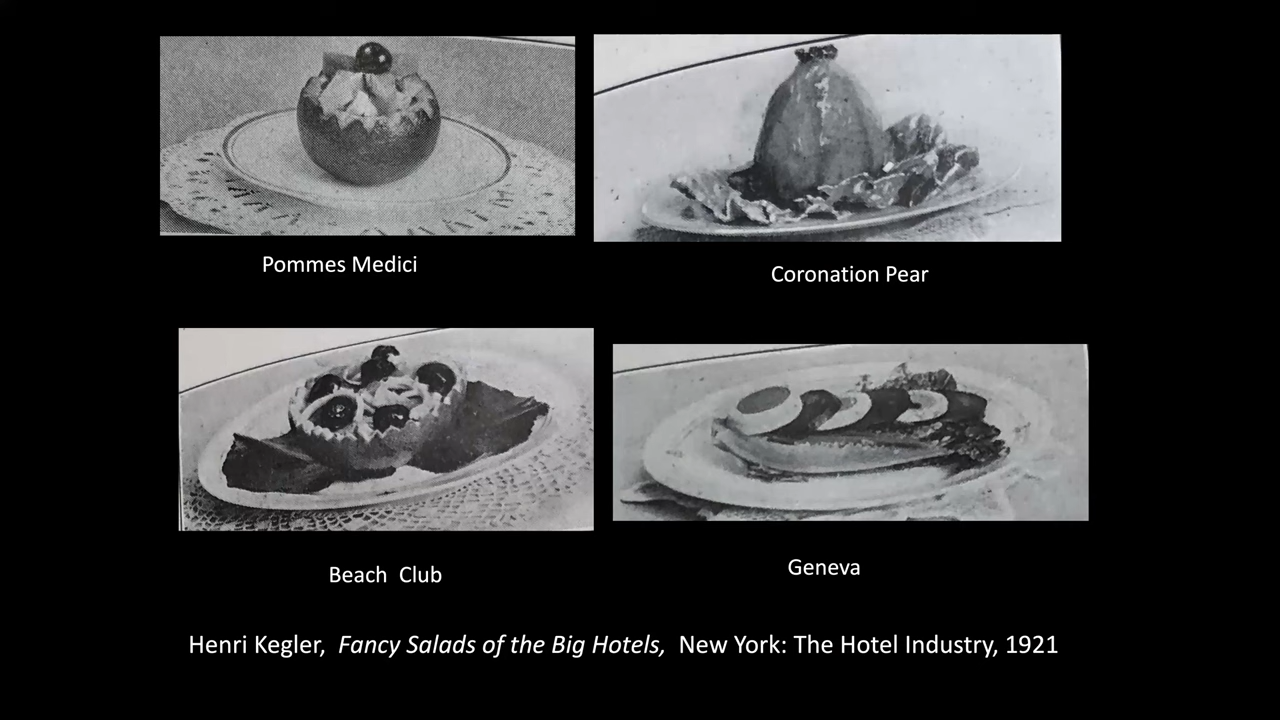 Pommes Medici
Coronation Pear
Beach Club
Geneva
Henri Kegler, Fancy Salads of the Big Hotels, New York: The Hotel Industry, 1921